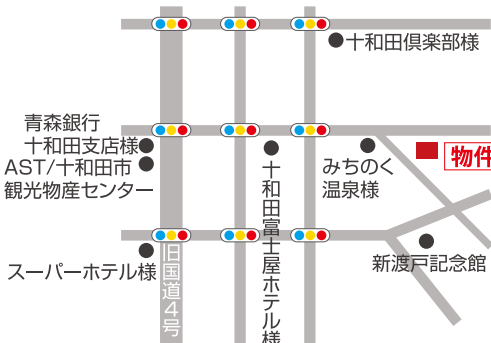 十和田倶楽部様
青森銀行
十和田支店様
AST/十和田市
観光物産センター
みちのく
温泉様
物件
十和田富士屋ホテル様
新渡戸記念館
スーパーホテル様
旧国道4号